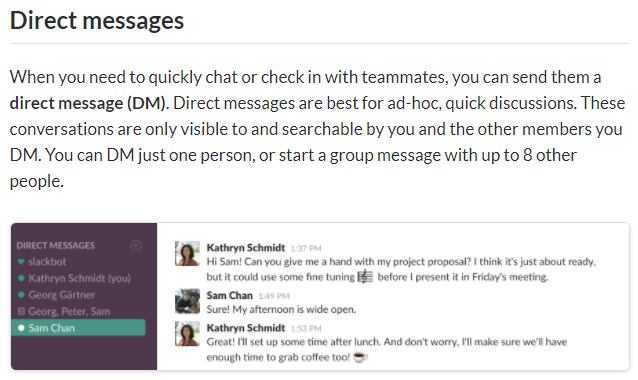 Direct messages
When you need to quickly chat or check in with teammates, you can send them a
direct message (DM). Direct messages are best for ad-hoc, quick discussions. These
conversations are only visible to and searchable by you and the other members you
DM. You can DM just one person, or start a group message with up to 8 other
people.
DIRECT MESSAGES
slackbot
Kathryn Schmidt (you)
Georg Gärtner
Georg, Peter, Sam
Sam Chan
Kathryn Schmidt 1:37 PM
Hi Sam! Can you give me a hand with my project proposal? I think it's just about ready,
but it could use some fine tuning 🎼 before I present it in Friday's meeting.
Sam Chan 1:49 PM
Sure! My afternoon is wide open.
Kathryn Schmidt 1:53 PM
Great! I'll set up some time after lunch. And don't worry, I'll make sure we'll have
enough time to grab coffee too! ☕